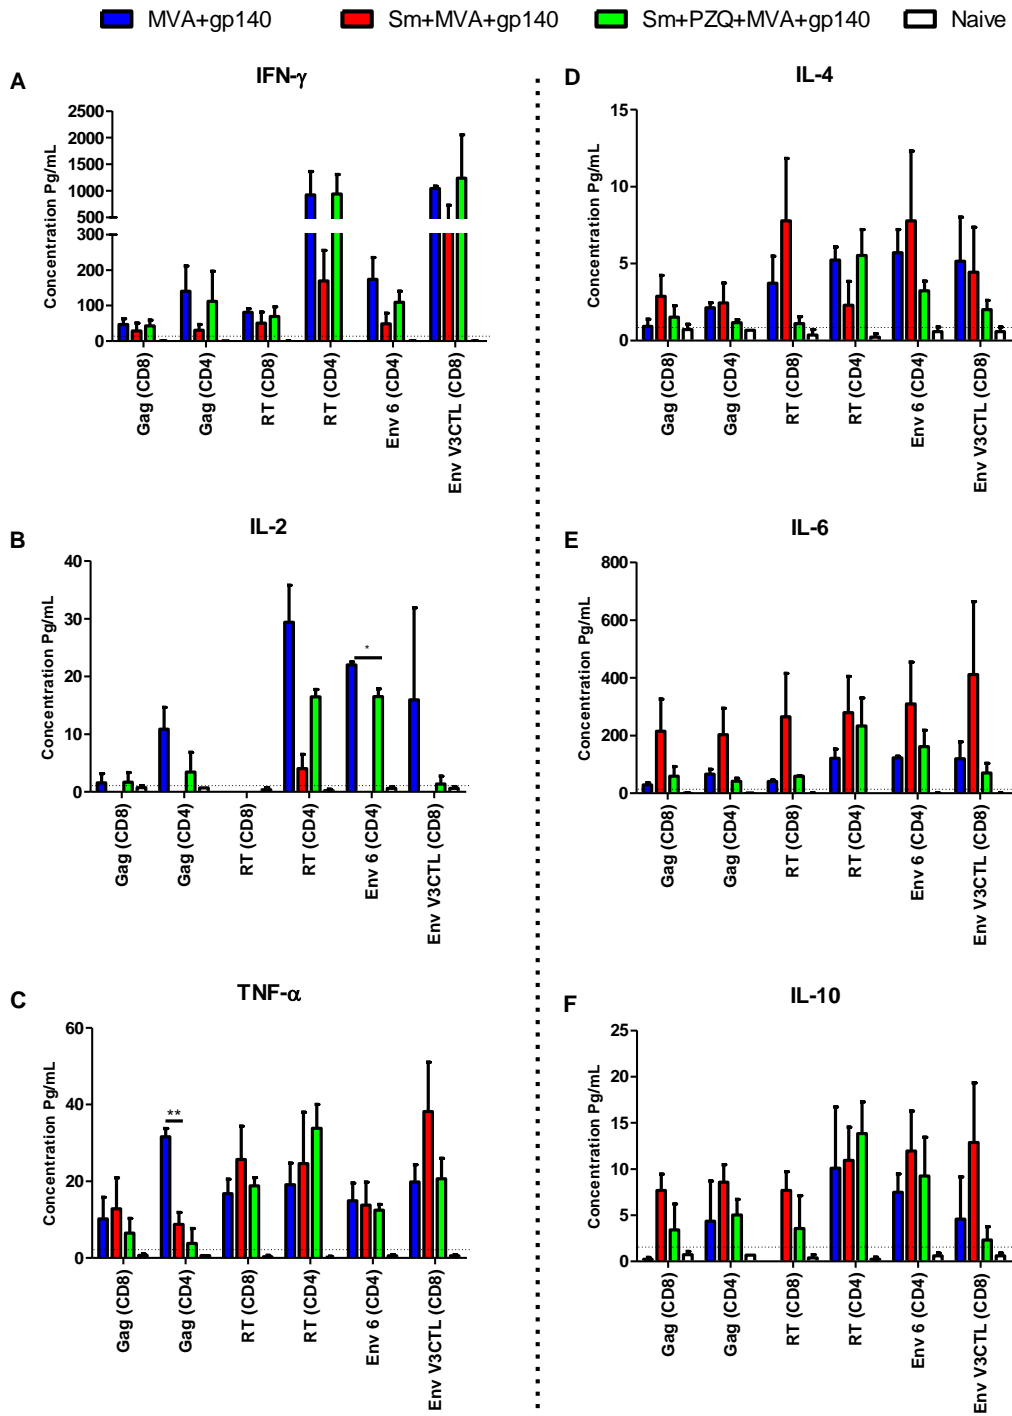 MVA+gp140 Sm+MVA+gp140 Sm+PZQ+MVA+gp140 Naive
A
IFN-γ
Concentration Pg/mL
2500
2000
1500
1000
500
300
200
100
0
Gag (CD8)
Gag (CD4)
RT (CD8)
RT (CD4)
Env 6 (CD4)
Env V3CTL (CD8)
B
IL-2
Concentration Pg/mL
40
30
20
10
0
*
Gag (CD8)
Gag (CD4)
RT (CD8)
RT (CD4)
Env 6 (CD4)
Env V3CTL (CD8)
C
TNF-α
Concentration Pg/mL
60
40
20
0
**
Gag (CD8)
Gag (CD4)
RT (CD8)
RT (CD4)
Env 6 (CD4)
Env V3CTL (CD8)
D
IL-4
Concentration Pg/mL
15
10
5
0
Gag (CD8)
Gag (CD4)
RT (CD8)
RT (CD4)
Env 6 (CD4)
Env V3CTL (CD8)
E
IL-6
Concentration Pg/mL
800
600
400
200
0
Gag (CD8)
Gag (CD4)
RT (CD8)
RT (CD4)
Env 6 (CD4)
Env V3CTL (CD8)
F
IL-10
Concentration Pg/mL
25
20
15
10
5
0
Gag (CD8)
Gag (CD4)
RT (CD8)
RT (CD4)
Env 6 (CD4)
Env V3CTL (CD8)